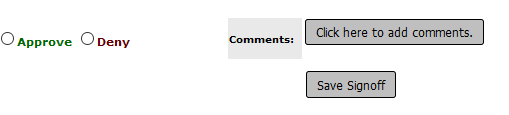 Approve Deny Comments: Click here to add comments.
Save Signoff